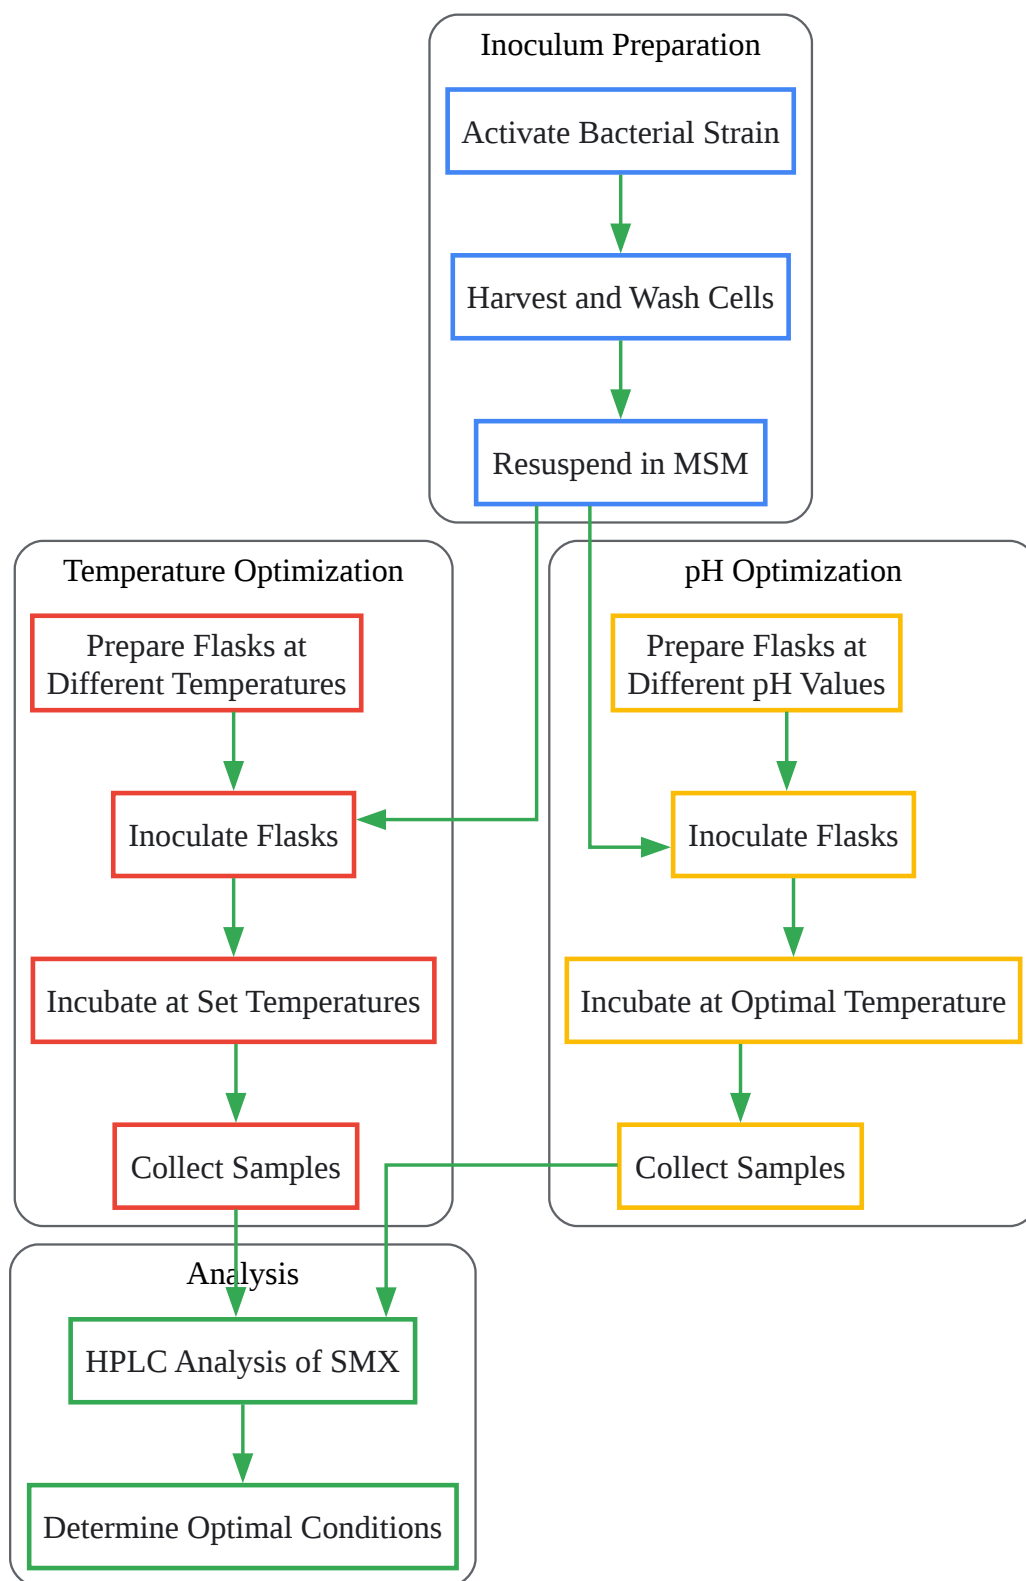 Inoculum Preparation
Activate Bacterial Strain
Harvest and Wash Cells
Resuspend in MSM
Temperature Optimization
Prepare Flasks at
Different Temperatures
Inoculate Flasks
Incubate at Set Temperatures
Collect Samples
pH Optimization
Prepare Flasks at
Different pH Values
Inoculate Flasks
Incubate at Optimal Temperature
Collect Samples
Analysis
HPLC Analysis of SMX
Determine Optimal Conditions